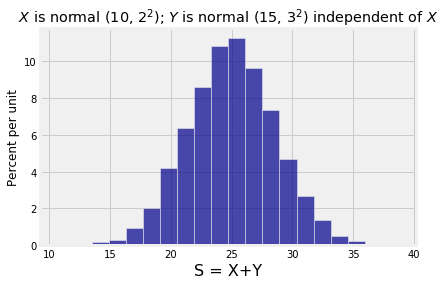 X is normal (10, 2²); Y is normal (15, 3²) independent of X
Percent per unit
10
8
6
4
2
0
10 15 20 25 30 35 40
S = X+Y